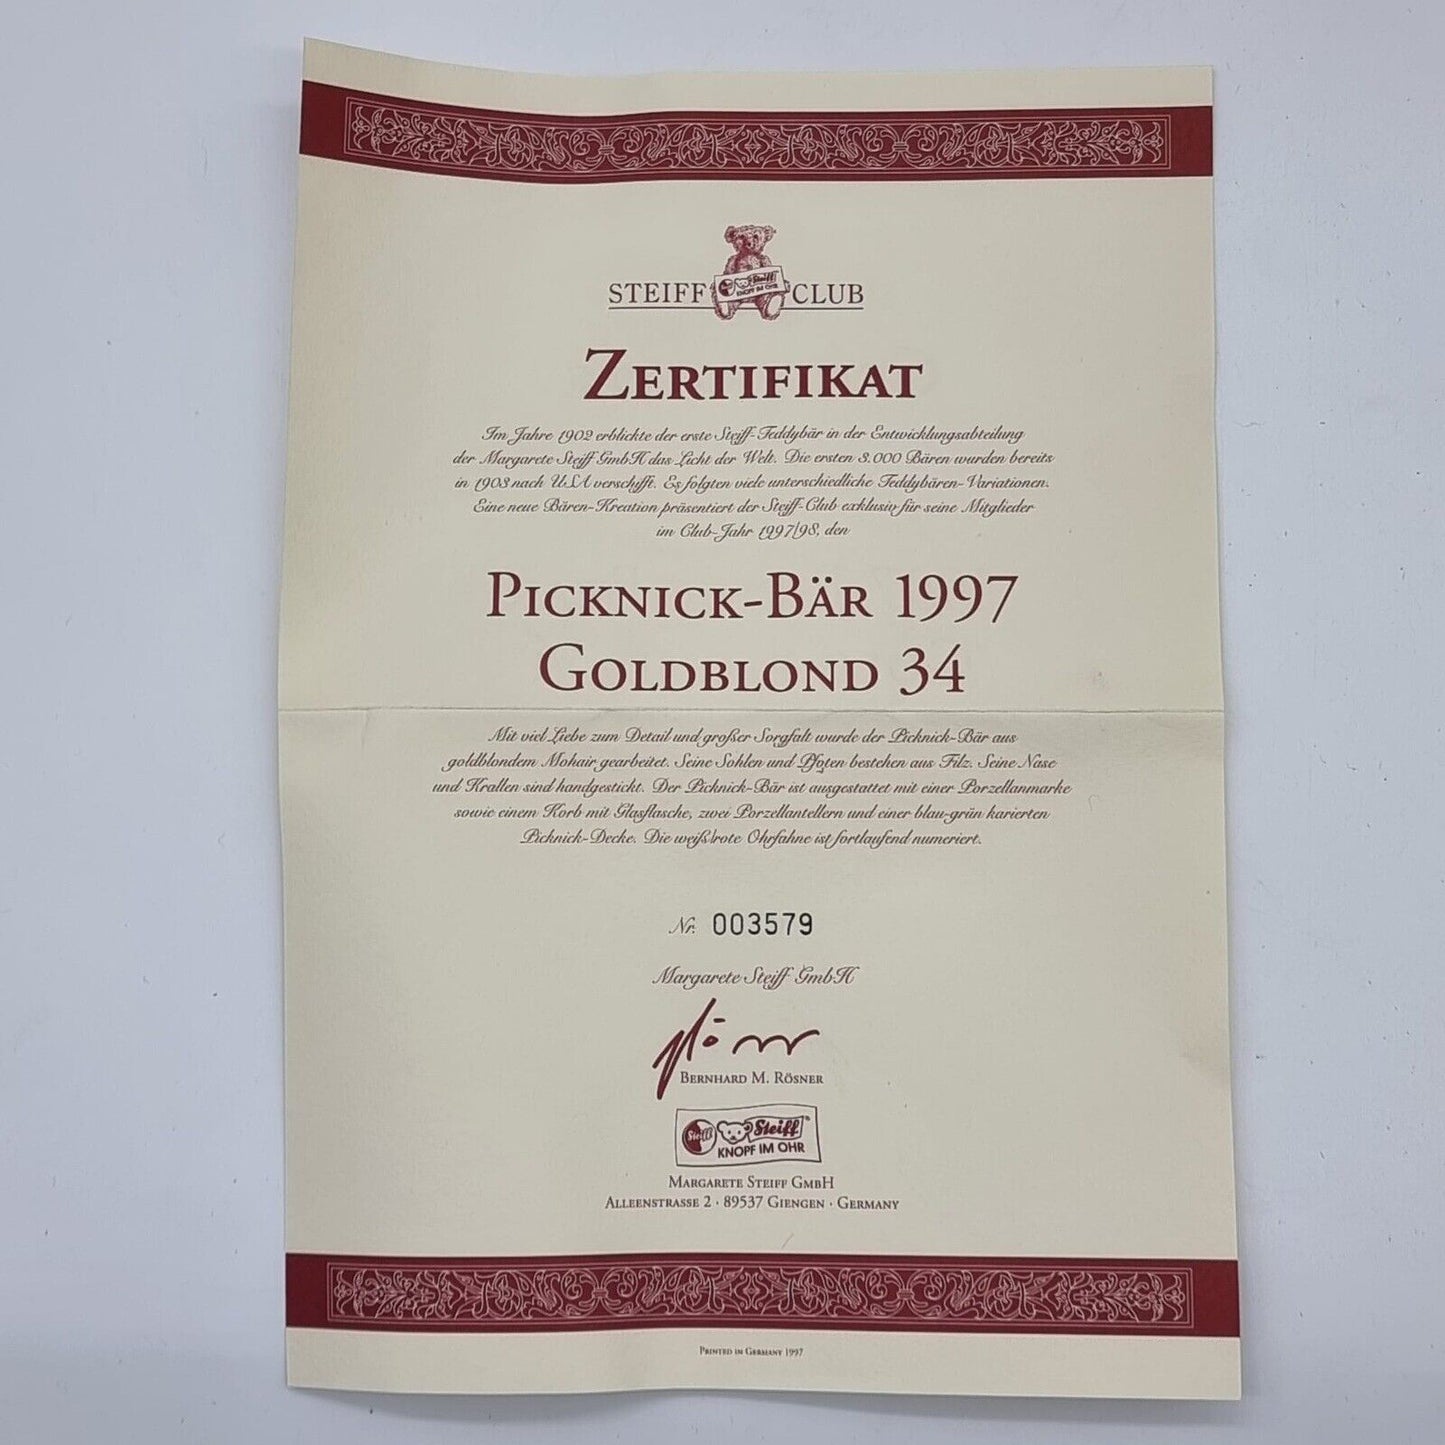 STEIFF CLUB
Steiff
KNOPF IM OHR
ZERTIFIKAT
Im Jahre 1902 erblickte der erste Steiff-Teddybär in der Entwicklungsabteilung
der Margarete Steiff GmbH das Licht der Welt. Die ersten 3.000 Bären wurden bereits
in 1903 nach USA verschifft. Es folgten viele unterschiedliche Teddybären-Variationen.
Eine neue Bären-Kreation präsentiert der Steiff-Club exklusiv für seine Mitglieder
im Club-Jahr 1997/98, den
PICKNICK-BÄR 1997
GOLDBLOND 34
Mit viel Liebe zum Detail und großer Sorgfalt wurde der Picknick-Bär aus
goldblondem Mohair gearbeitet. Seine Sohlen und Pfoten bestehen aus Filz. Seine Nase
und Krallen sind handgestickt. Der Picknick-Bär ist ausgestattet mit einer Porzellanmarke
sowie einem Korb mit Glasflasche, zwei Porzellantellern und einer blau-grün karierten
Picknick-Decke. Die weiß/rote Ohrfahne ist fortlaufend numeriert.
Nr. 003579
Margarete Steiff GmbH
BERNHARD M. RÖSNER
Steiff Steiff
KNOPF IM OHR
MARGARETE STEIFF GMBH
ALLEENSTRASSE 2 · 89537 GIENGEN · GERMANY
PRINTED IN GERMANY 1997